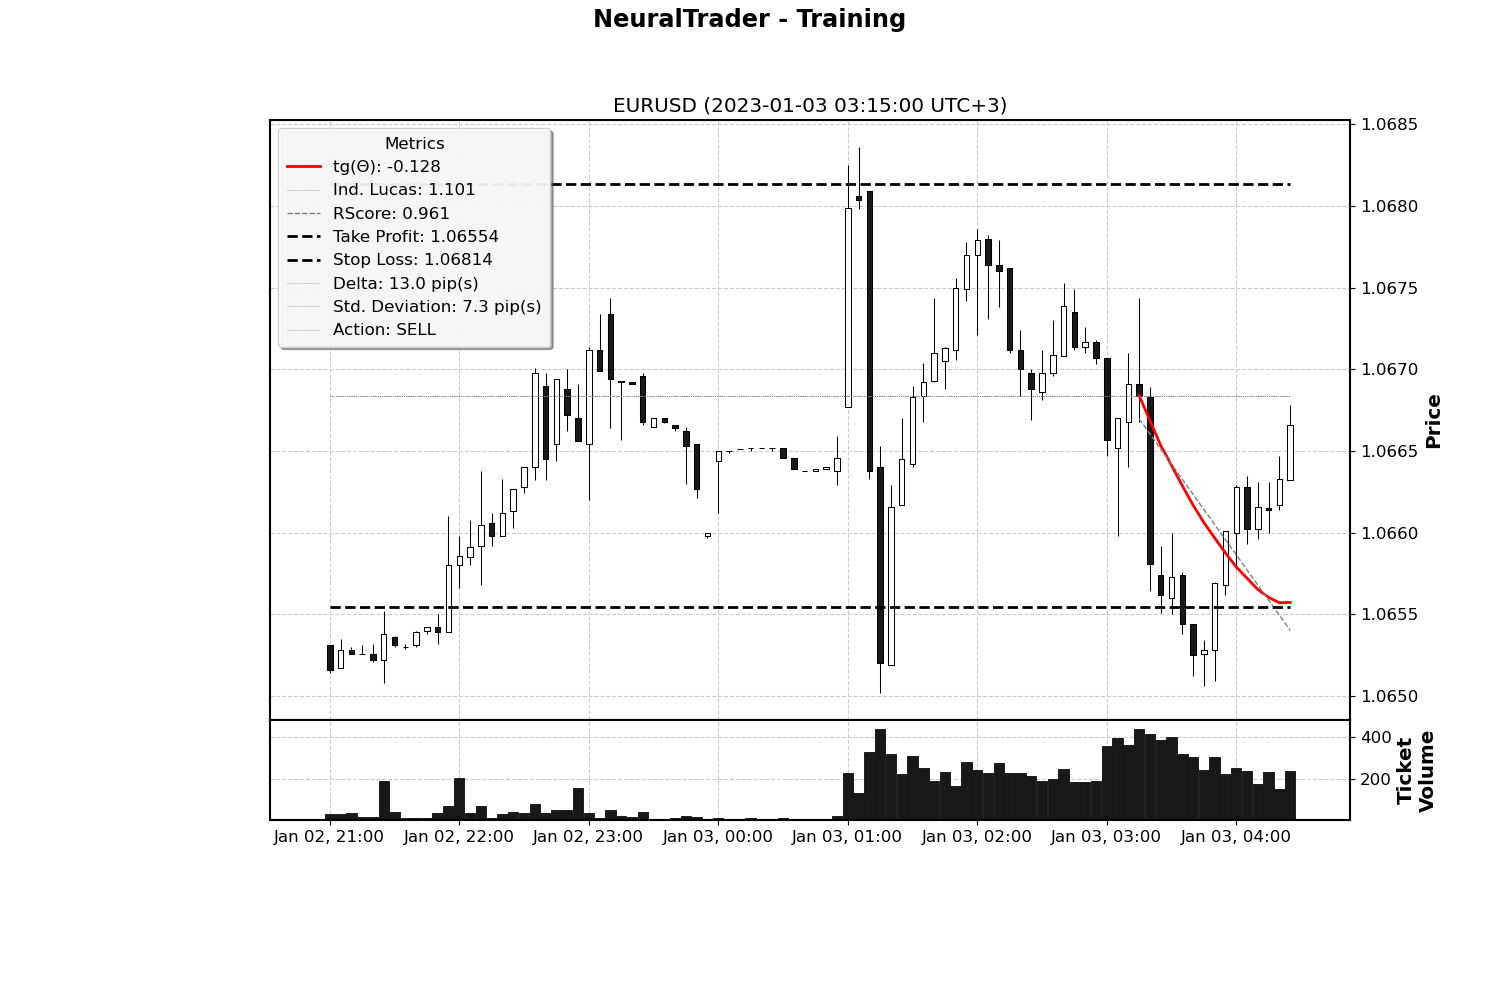 NeuralTrader - Training
EURUSD (2023-01-03 03:15:00 UTC+3)
Metrics
tg(Θ): -0.128
Ind. Lucas: 1.101
RScore: 0.961
Take Profit: 1.06554
Stop Loss: 1.06814
Delta: 13.0 pip(s)
Std. Deviation: 7.3 pip(s)
Action: SELL
1.0685
1.0680
1.0675
1.0670
1.0665
1.0660
1.0655
1.0650
Price
400
200
Ticket
Volume
Jan 02, 21:00 Jan 02, 22:00 Jan 02, 23:00 Jan 03, 00:00 Jan 03, 01:00 Jan 03, 02:00 Jan 03, 03:00 Jan 03, 04:00